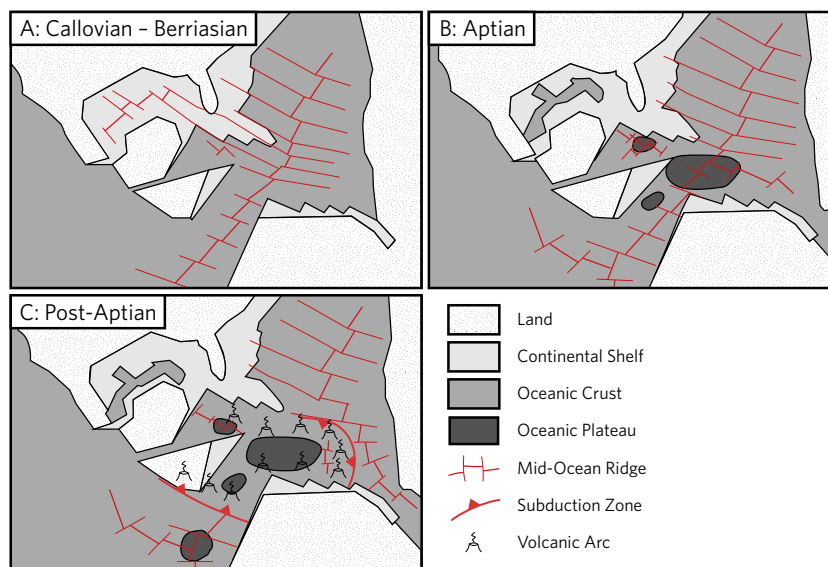 A: Callovian – Berriasian
B: Aptian
C: Post-Aptian
Land
Continental Shelf
Oceanic Crust
Oceanic Plateau
Mid-Ocean Ridge
Subduction Zone
Volcanic Arc